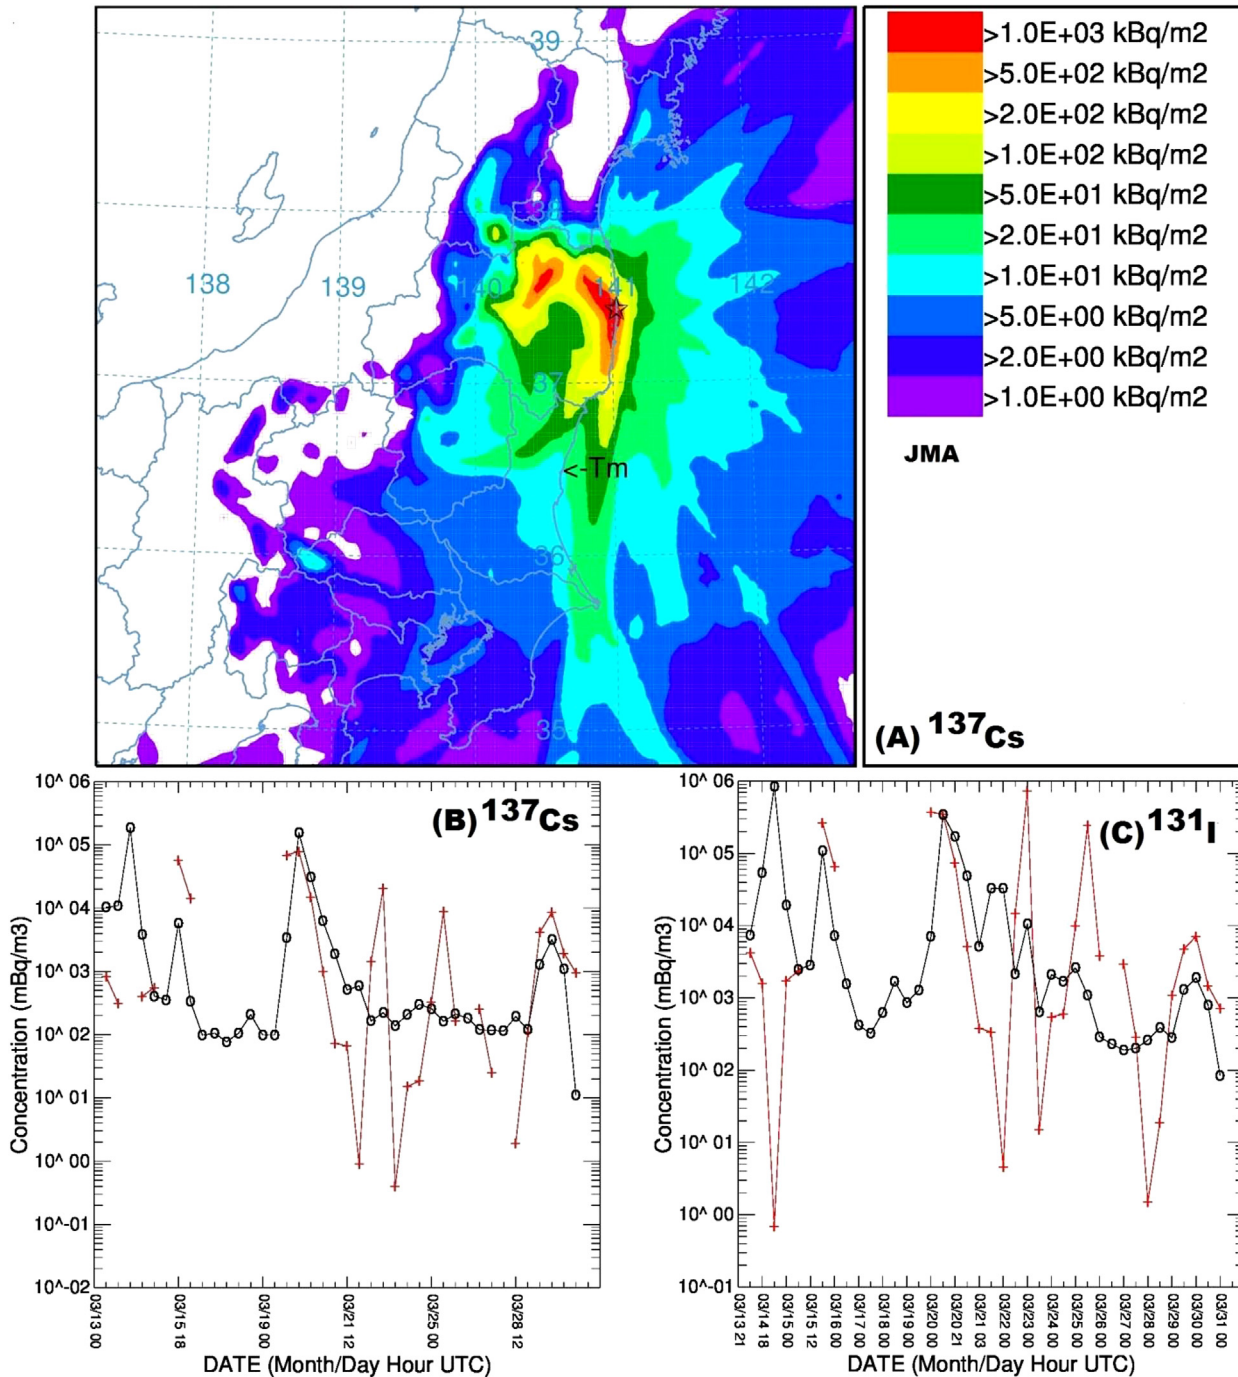 39
38
138
139
140
141
142
37
<-Tm
36
35
>1.0E+03 kBq/m2
>5.0E+02 kBq/m2
>2.0E+02 kBq/m2
>1.0E+02 kBq/m2
>5.0E+01 kBq/m2
>2.0E+01 kBq/m2
>1.0E+01 kBq/m2
>5.0E+00 kBq/m2
>2.0E+00 kBq/m2
>1.0E+00 kBq/m2
JMA
(A) 137Cs
(B) 137Cs
Concentration (mBq/m3)
10^ 06
10^ 05
10^ 04
10^ 03
10^ 02
10^ 01
10^ 00
10^-01
10^-02
03/13 00
03/15 18
03/19 00
03/21 12
03/25 00
03/28 12
DATE (Month/Day Hour UTC)
(C) 131I
Concentration (mBq/m3)
10^ 06
10^ 05
10^ 04
10^ 03
10^ 02
10^ 01
10^ 00
10^-01
03/13 21
03/14 18
03/15 00
03/15 12
03/16 00
03/17 00
03/18 00
03/19 00
03/20 00
03/20 21
03/21 03
03/22 00
03/23 00
03/24 00
03/25 00
03/26 00
03/27 00
03/28 00
03/29 00
03/30 00
03/31 00
DATE (Month/Day Hour UTC)